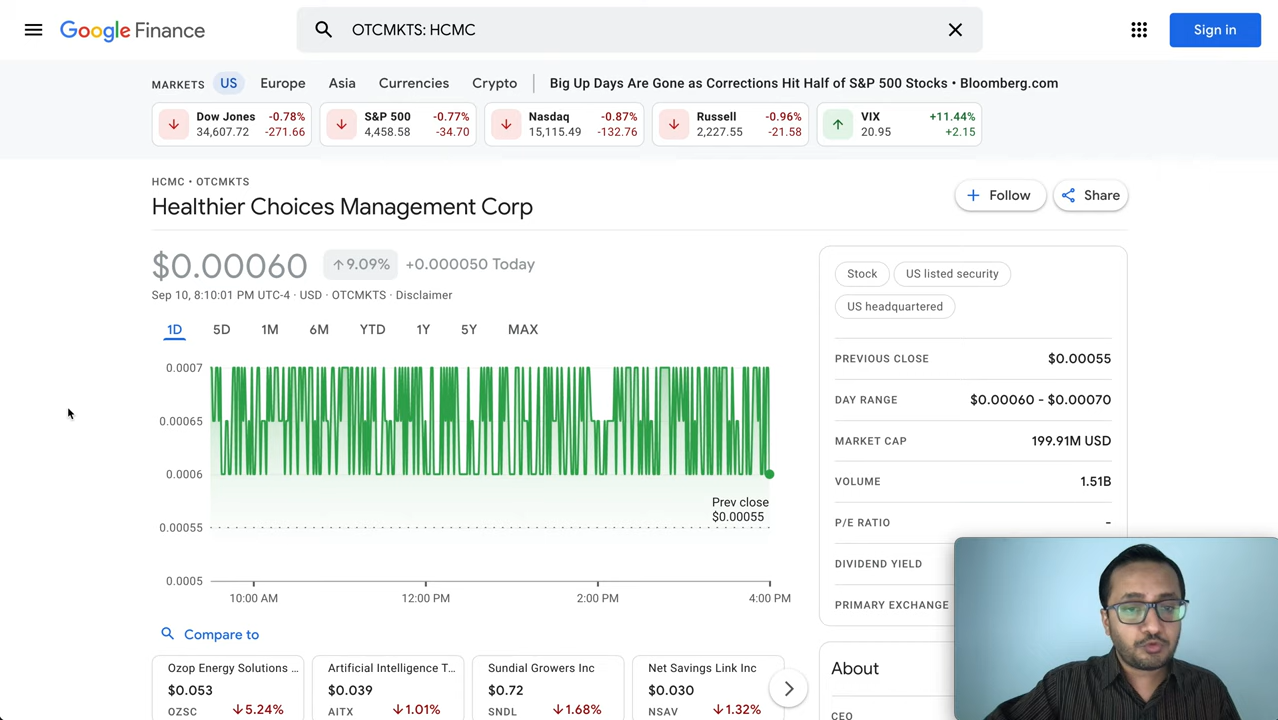 Google Finance
OTCMKTS: HCMC
Sign in
MARKETS
US
Europe
Asia
Currencies
Crypto
Big Up Days Are Gone as Corrections Hit Half of S&P 500 Stocks • Bloomberg.com
Dow Jones -0.78%
34,607.72 -271.66
S&P 500 -0.77%
4,458.58 -34.70
Nasdaq -0.87%
15,115.49 -132.76
Russell -0.96%
2,227.55 -21.58
VIX +11.44%
20.95 +2.15
HCMC • OTCMKTS
Healthier Choices Management Corp
Follow
Share
$0.00060
↑9.09%
+0.000050 Today
Sep 10, 8:10:01 PM UTC-4 · USD · OTCMKTS · Disclaimer
1D 5D 1M 6M YTD 1Y 5Y MAX
0.0007
0.00065
0.0006
0.00055
0.0005
Prev close
$0.00055
10:00 AM 12:00 PM 2:00 PM 4:00 PM
Stock
US listed security
US headquartered
PREVIOUS CLOSE $0.00055
DAY RANGE $0.00060 - $0.00070
MARKET CAP 199.91M USD
VOLUME 1.51B
P/E RATIO -
DIVIDEND YIELD
PRIMARY EXCHANGE
Compare to
Ozop Energy Solutions ...
$0.053
OZSC ↓5.24%
Artificial Intelligence T...
$0.039
AITX ↓1.01%
Sundial Growers Inc
$0.72
SNDL ↓1.68%
Net Savings Link Inc
$0.030
NSAV ↓1.32%
About
CEO